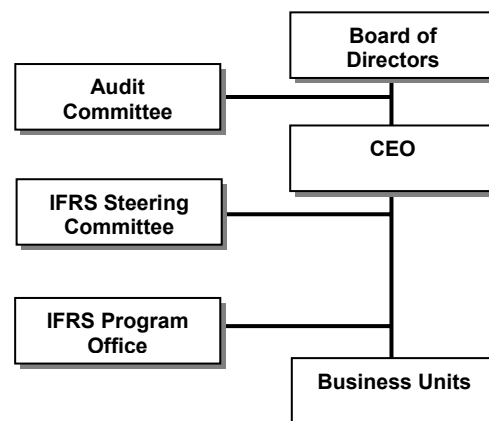 Board of
Directors
Audit
Committee
CEO
IFRS Steering
Committee
IFRS Program
Office
Business Units